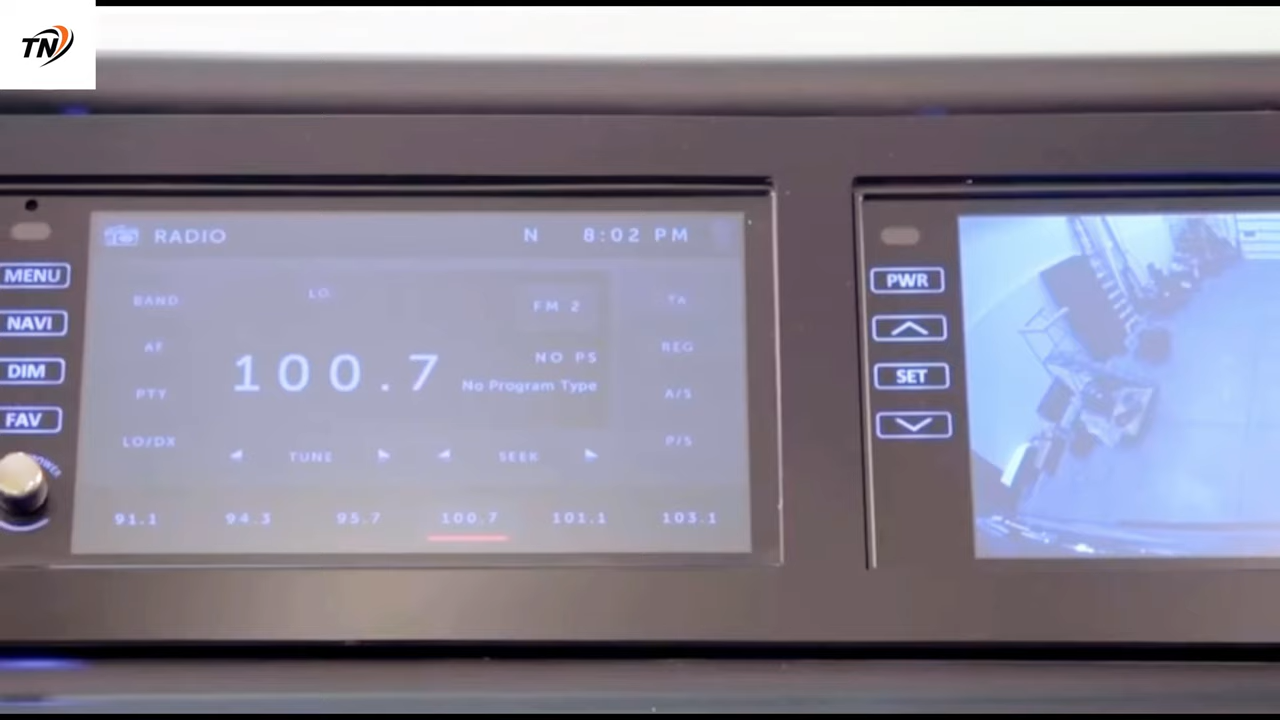 TN
RADIO N 8:02 PM
MENU
NAVI
DIM
FAV
POWER
BAND LO FM 2 TA
AF NO PS REG
100.7 No Program Type
PTY A/S
LO/DX TUNE SEEK P/S
91.1 94.3 95.7 100.7 101.1 103.1
PWR
SET